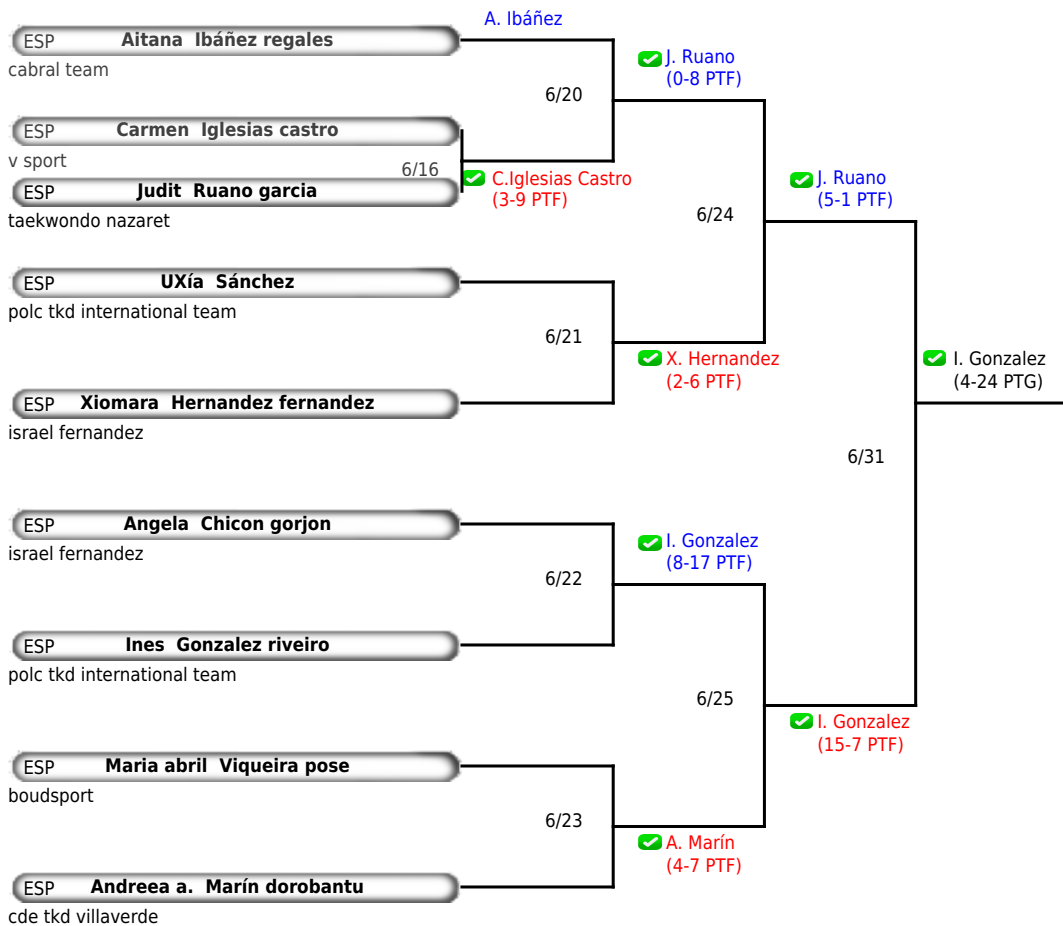 A. Ibáñez
ESP Aitana Ibáñez regales
cabral team
J. Ruano
(0-8 PTF)
6/20
ESP Carmen Iglesias castro
v sport
6/16
C.Iglesias Castro
(3-9 PTF)
J. Ruano
(5-1 PTF)
ESP Judit Ruano garcia
taekwondo nazaret
6/24
ESP UXía Sánchez
polc tkd international team
6/21
X. Hernandez
(2-6 PTF)
I. Gonzalez
(4-24 PTG)
ESP Xiomara Hernandez fernandez
israel fernandez
6/31
ESP Angela Chicon gorjon
israel fernandez
I. Gonzalez
(8-17 PTF)
6/22
ESP Ines Gonzalez riveiro
polc tkd international team
6/25
I. Gonzalez
(15-7 PTF)
ESP Maria abril Viqueira pose
boudsport
6/23
A. Marín
(4-7 PTF)
ESP Andreea a. Marín dorobantu
cde tkd villaverde